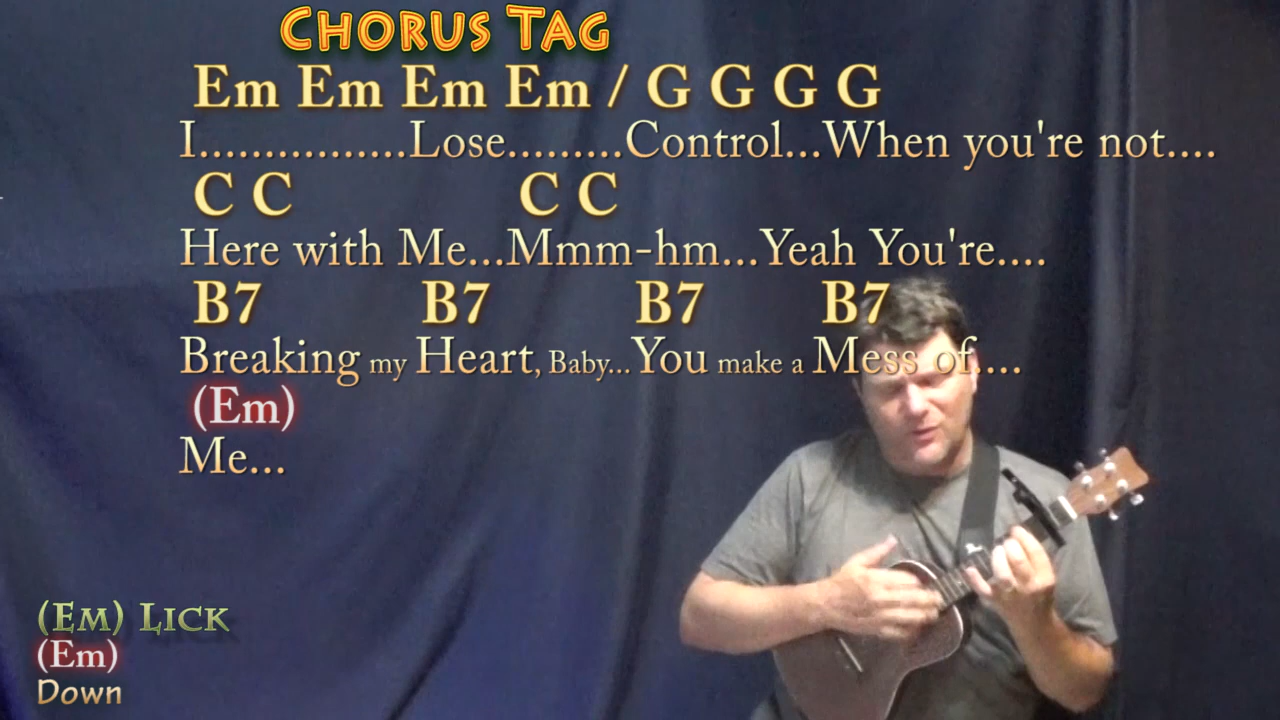 Chorus Tag
Em Em Em Em / G G G G
I................Lose.........Control...When you're not....
C C C C
Here with Me...Mmm-hm...Yeah You're....
B7 B7 B7 B7
Breaking my Heart, Baby...You make a Mess of....
(Em)
Me...
(Em) Lick
(Em)
Down